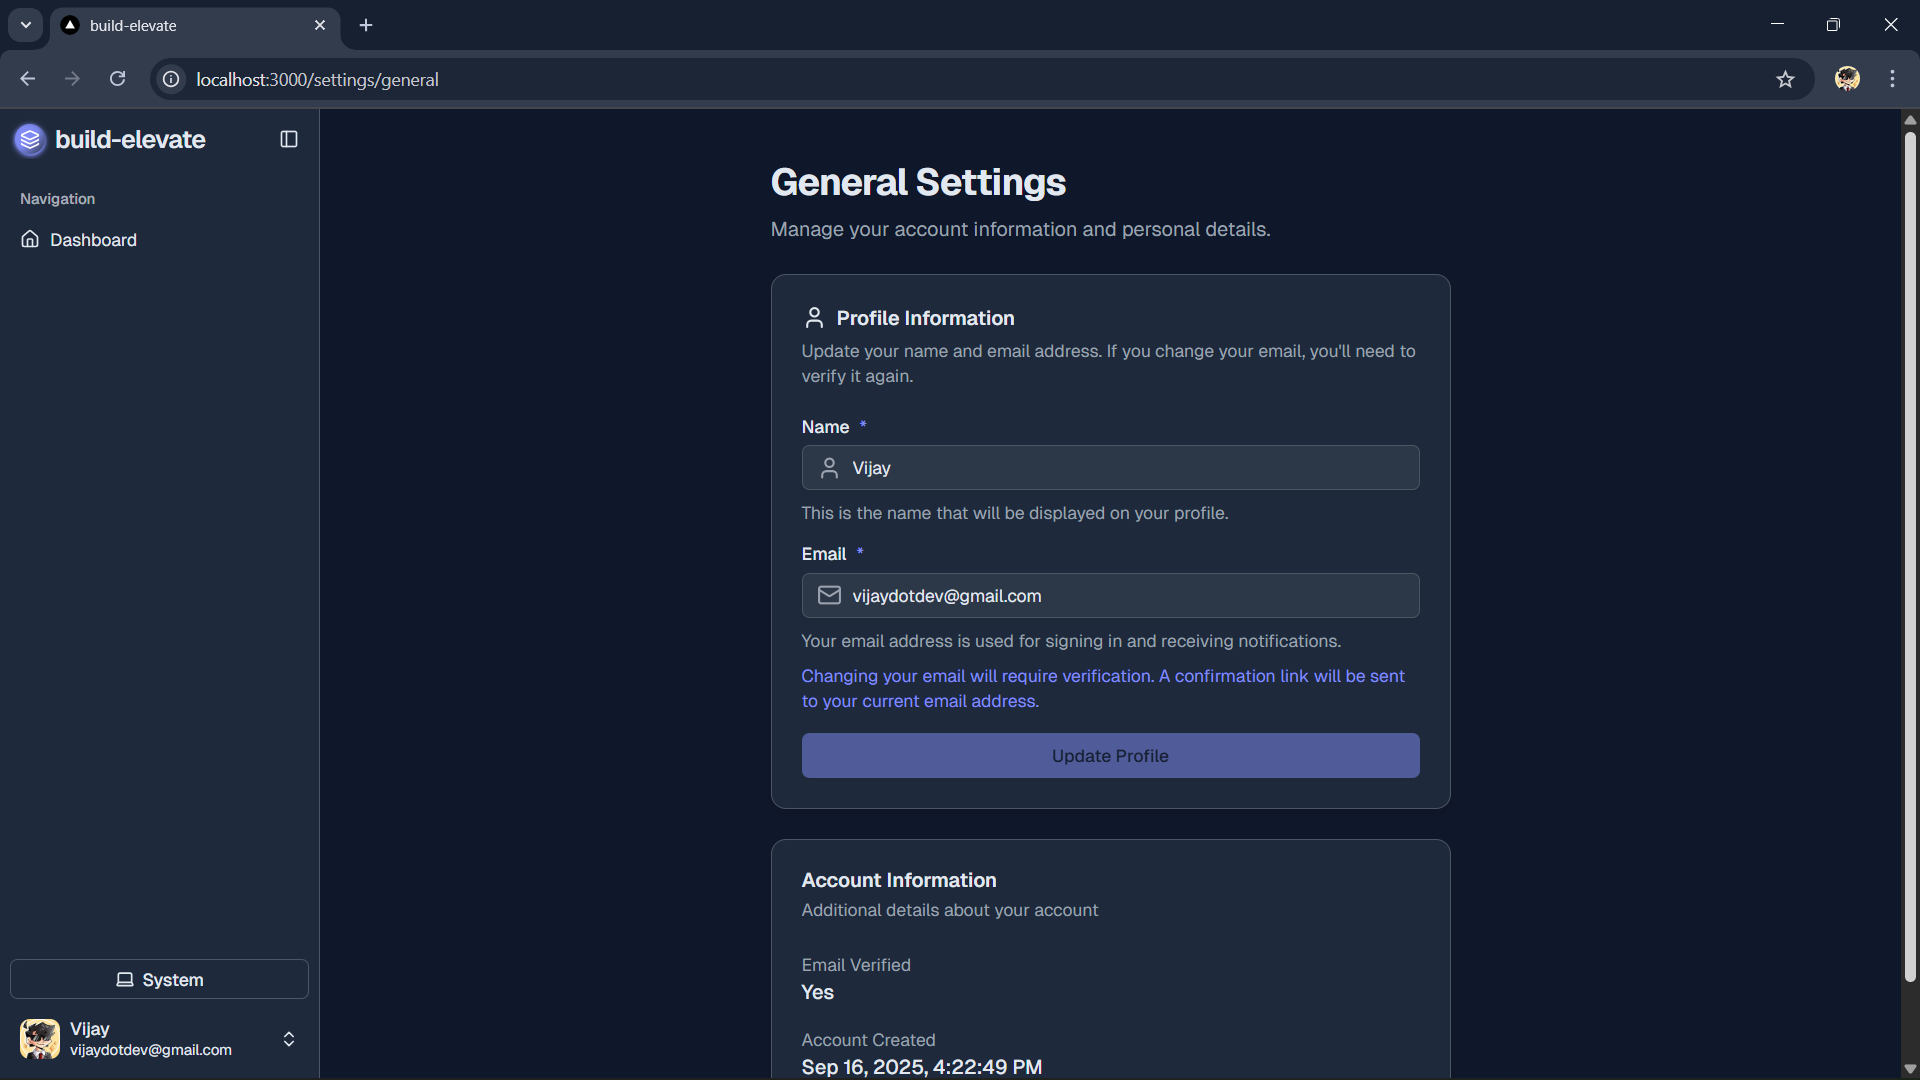 build-elevate
localhost:3000/settings/general
build-elevate
Navigation
Dashboard
System
Vijay
vijaydotdev@gmail.com
General Settings
Manage your account information and personal details.
Profile Information
Update your name and email address. If you change your email, you'll need to
verify it again.
Name *
Vijay
This is the name that will be displayed on your profile.
Email *
vijaydotdev@gmail.com
Your email address is used for signing in and receiving notifications.
Changing your email will require verification. A confirmation link will be sent
to your current email address.
Update Profile
Account Information
Additional details about your account
Email Verified
Yes
Account Created
Sep 16, 2025, 4:22:49 PM